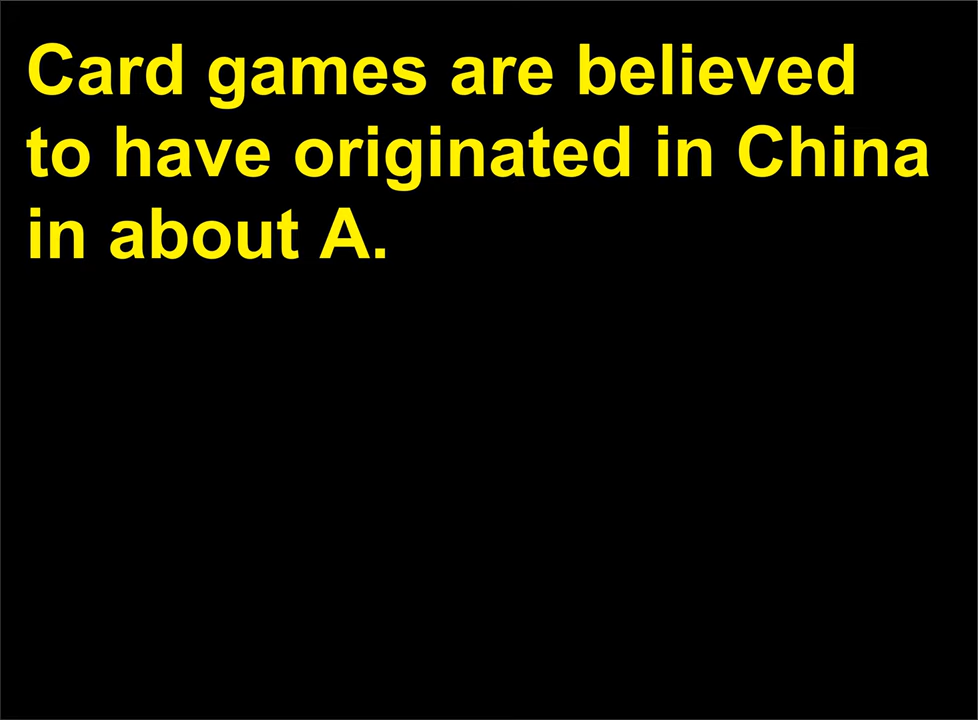 Card games are believed
to have originated in China
in about A.